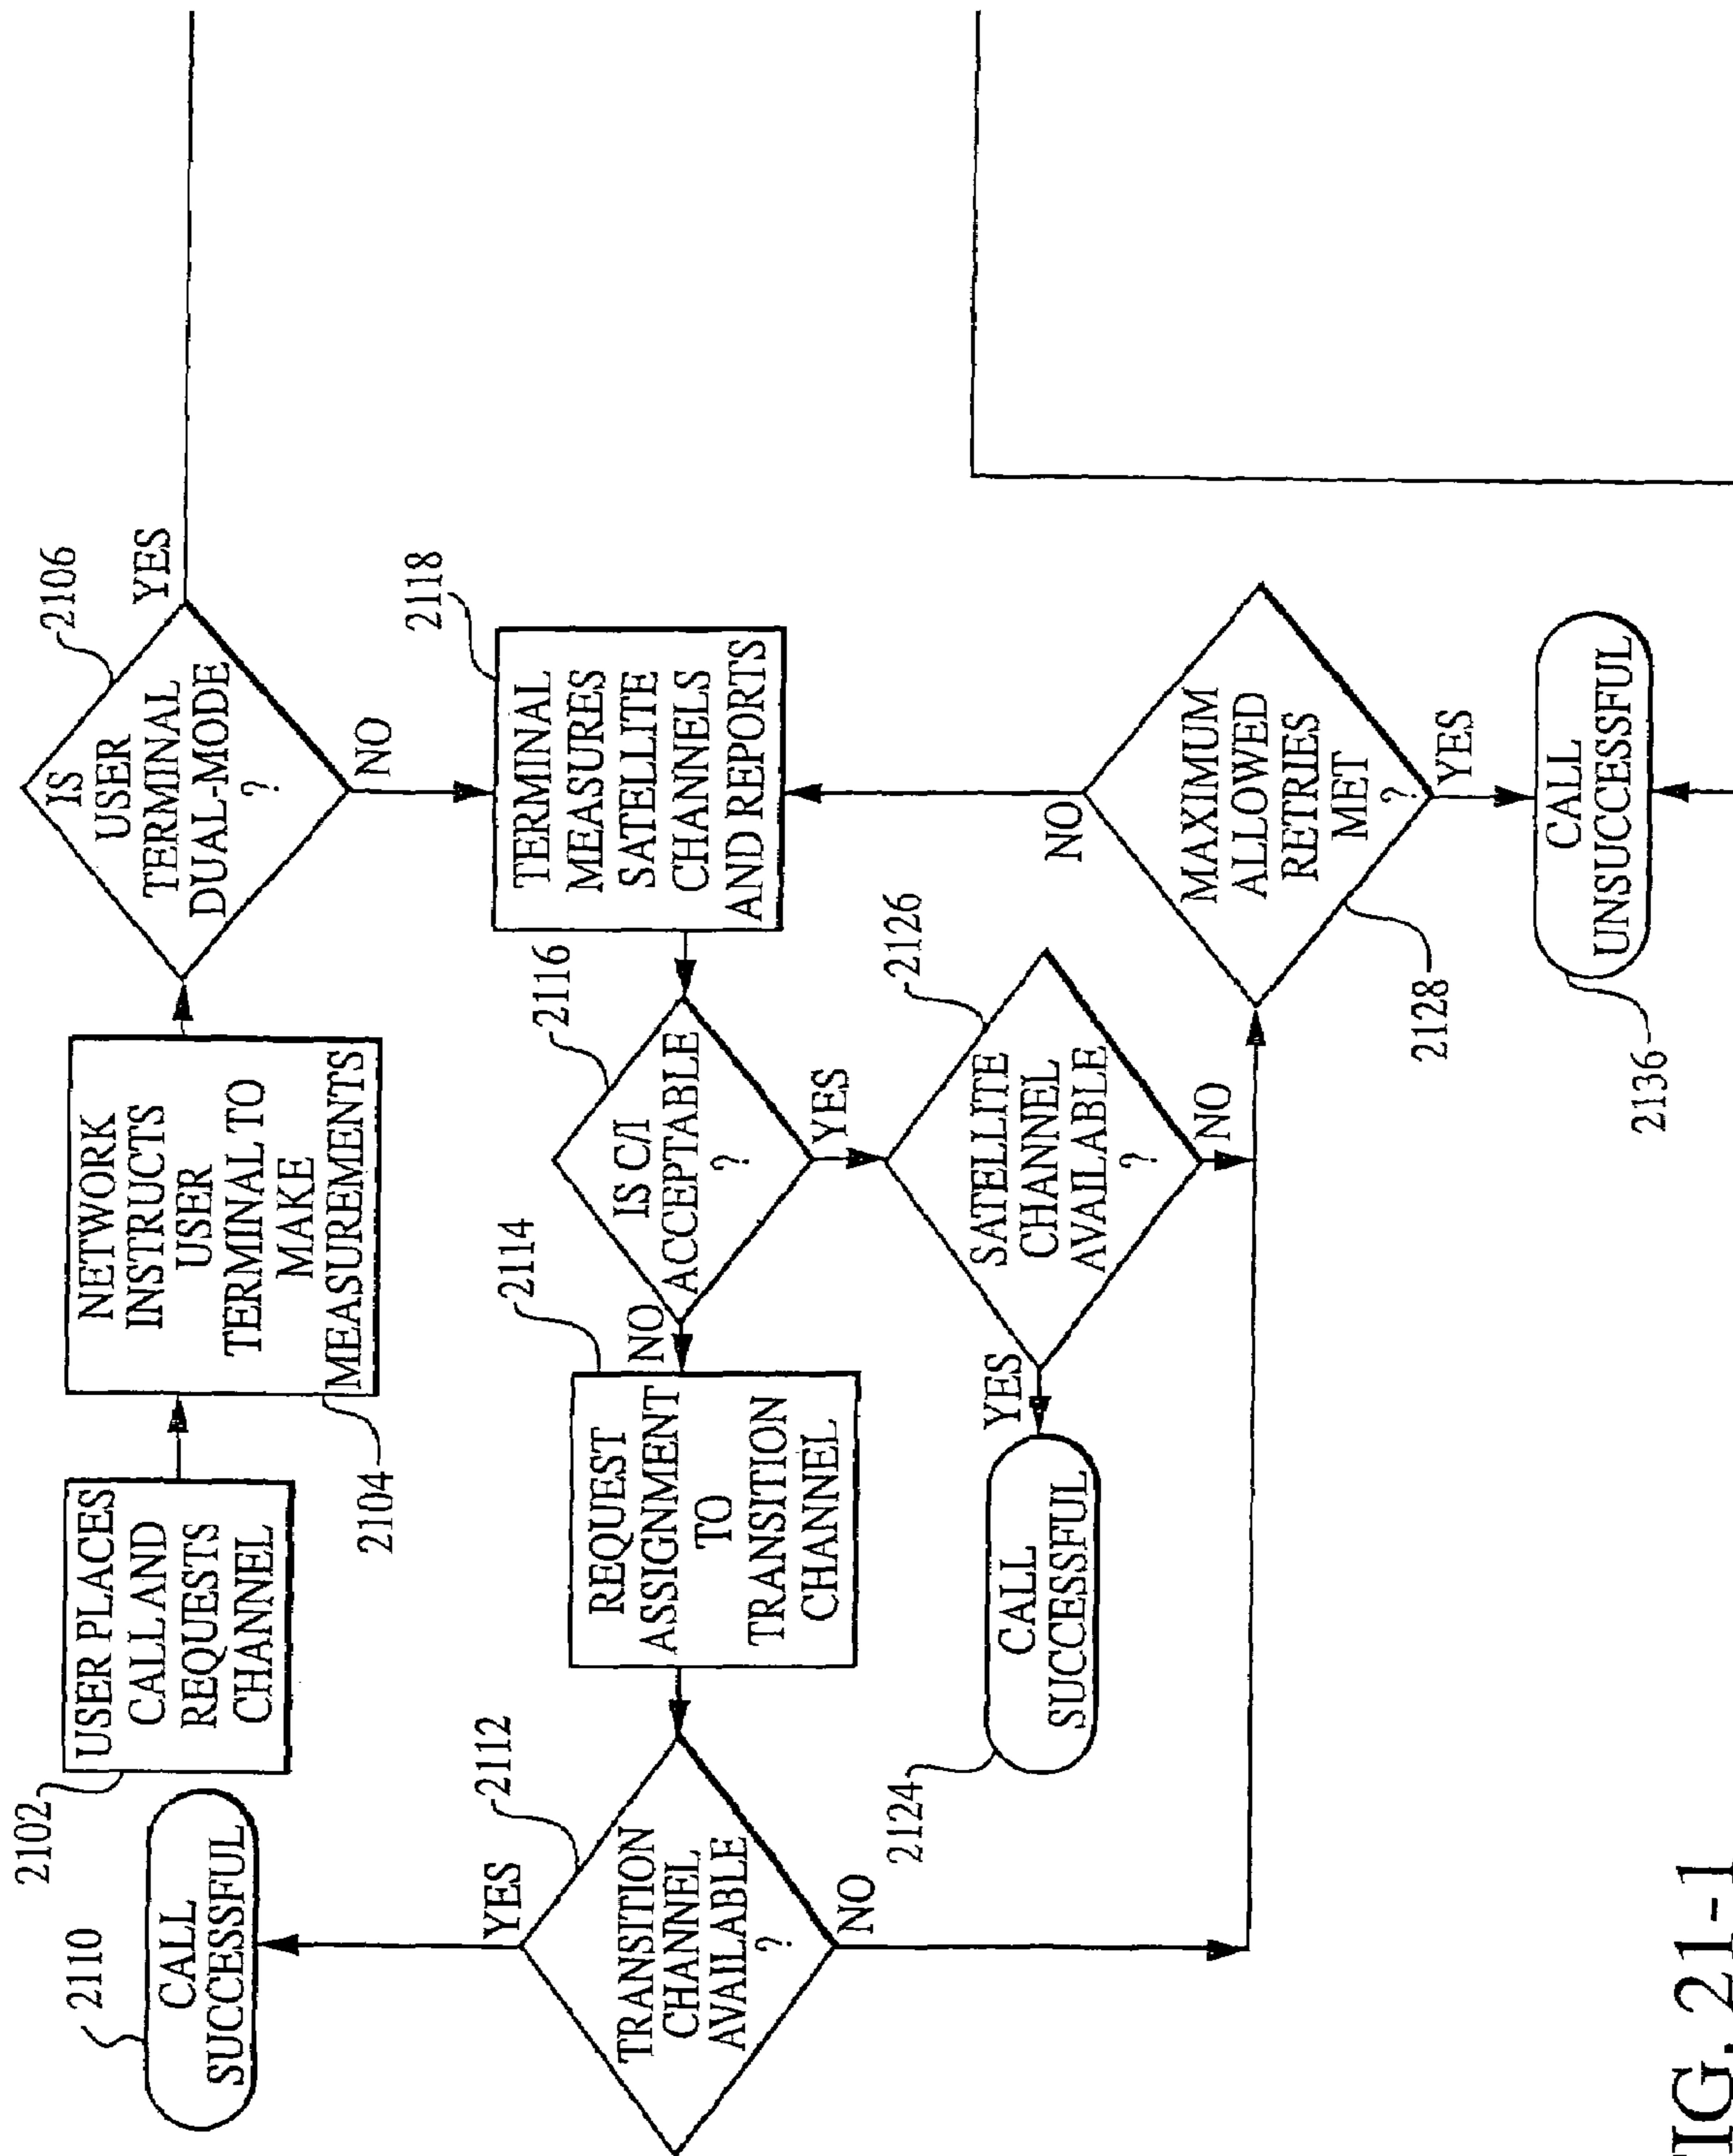 2110
CALL
SUCCESSFUL
2102
USER PLACES
CALL AND
REQUESTS
CHANNEL
2104
NETWORK
INSTRUCTS
USER
TERMINAL TO
MAKE
MEASUREMENTS
2106
IS
USER
TERMINAL
DUAL-MODE
?
YES
NO
2112
TRANSITION
CHANNEL
AVAILABLE
?
YES
NO
2114
REQUEST
ASSIGNMENT
TO
TRANSITION
CHANNEL
2116
IS C/I
ACCEPTABLE
?
NO
YES
2118
TERMINAL
MEASURES
SATELLITE
CHANNELS
AND REPORTS
2124
CALL
SUCCESSFUL
YES
2126
SATELLITE
CHANNEL
AVAILABLE
?
NO
NO
2128
MAXIMUM
ALLOWED
RETRIES
MET
?
YES
2136
CALL
UNSUCCESSFUL
IG. 21-1